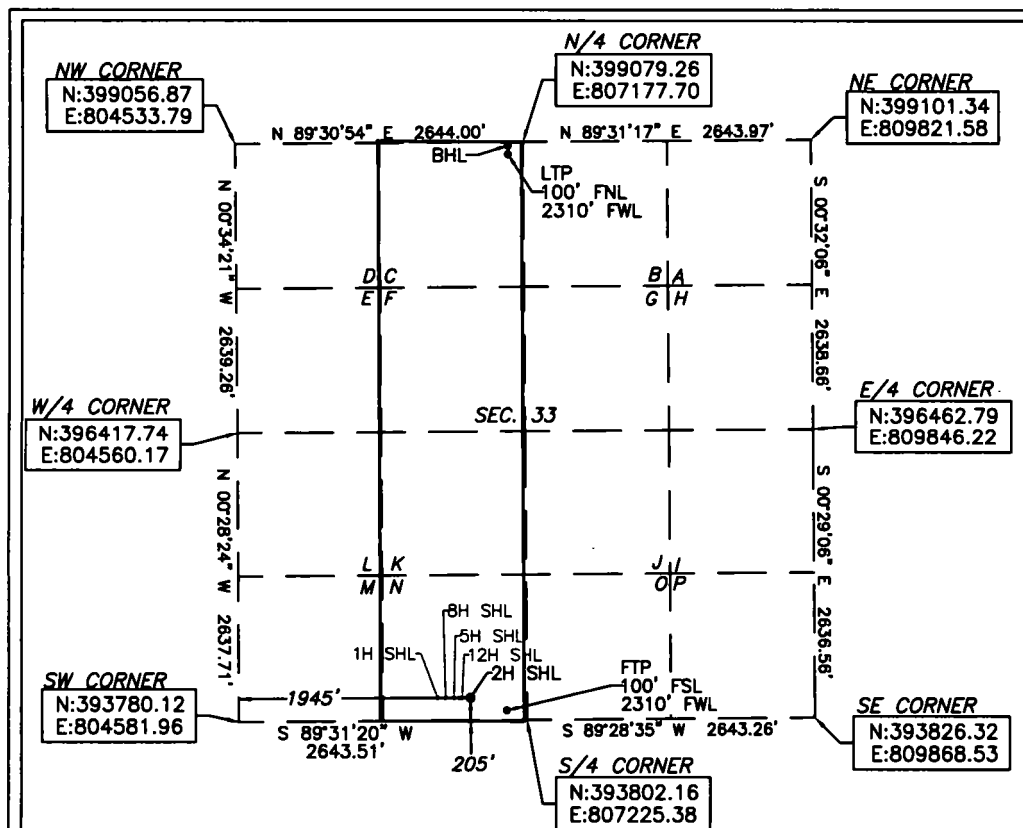 N/4 CORNER
N:399079.26
E:807177.70
NW CORNER
N:399056.87
E:804533.79
NE CORNER
N:399101.34
E:809821.58
N 89°30'54" E 2644.00'
N 89°31'17" E 2643.97'
BHL
LTP
100' FNL
2310' FWL
N 00°34'21" W 2639.26'
S 00°32'06" E 2638.66'
D C
E F
B A
G H
W/4 CORNER
N:396417.74
E:804560.17
SEC. 33
E/4 CORNER
N:396462.79
E:809846.22
N 00°28'24" W 2637.71'
S 00°29'06" E 2636.56'
L K
M N
J I
O P
8H SHL
5H SHL
1H SHL
12H SHL
2H SHL
FTP
100' FSL
2310' FWL
SW CORNER
N:393780.12
E:804581.96
1945'
S 89°31'20" W
2643.51'
205'
S 89°28'35" W 2643.26'
SE CORNER
N:393826.32
E:809868.53
S/4 CORNER
N:393802.16
E:807225.38